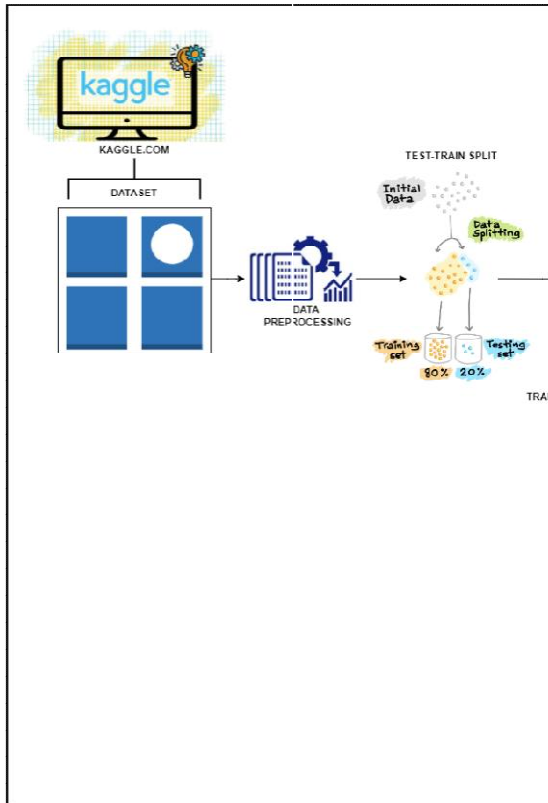 kaggle
KAGGLE.COM
DATASET
DATA
PREPROCESSING
TEST-TRAIN SPLIT
Initial
Data
Data
Splitting
Training
set
80%
20%
Testing
set